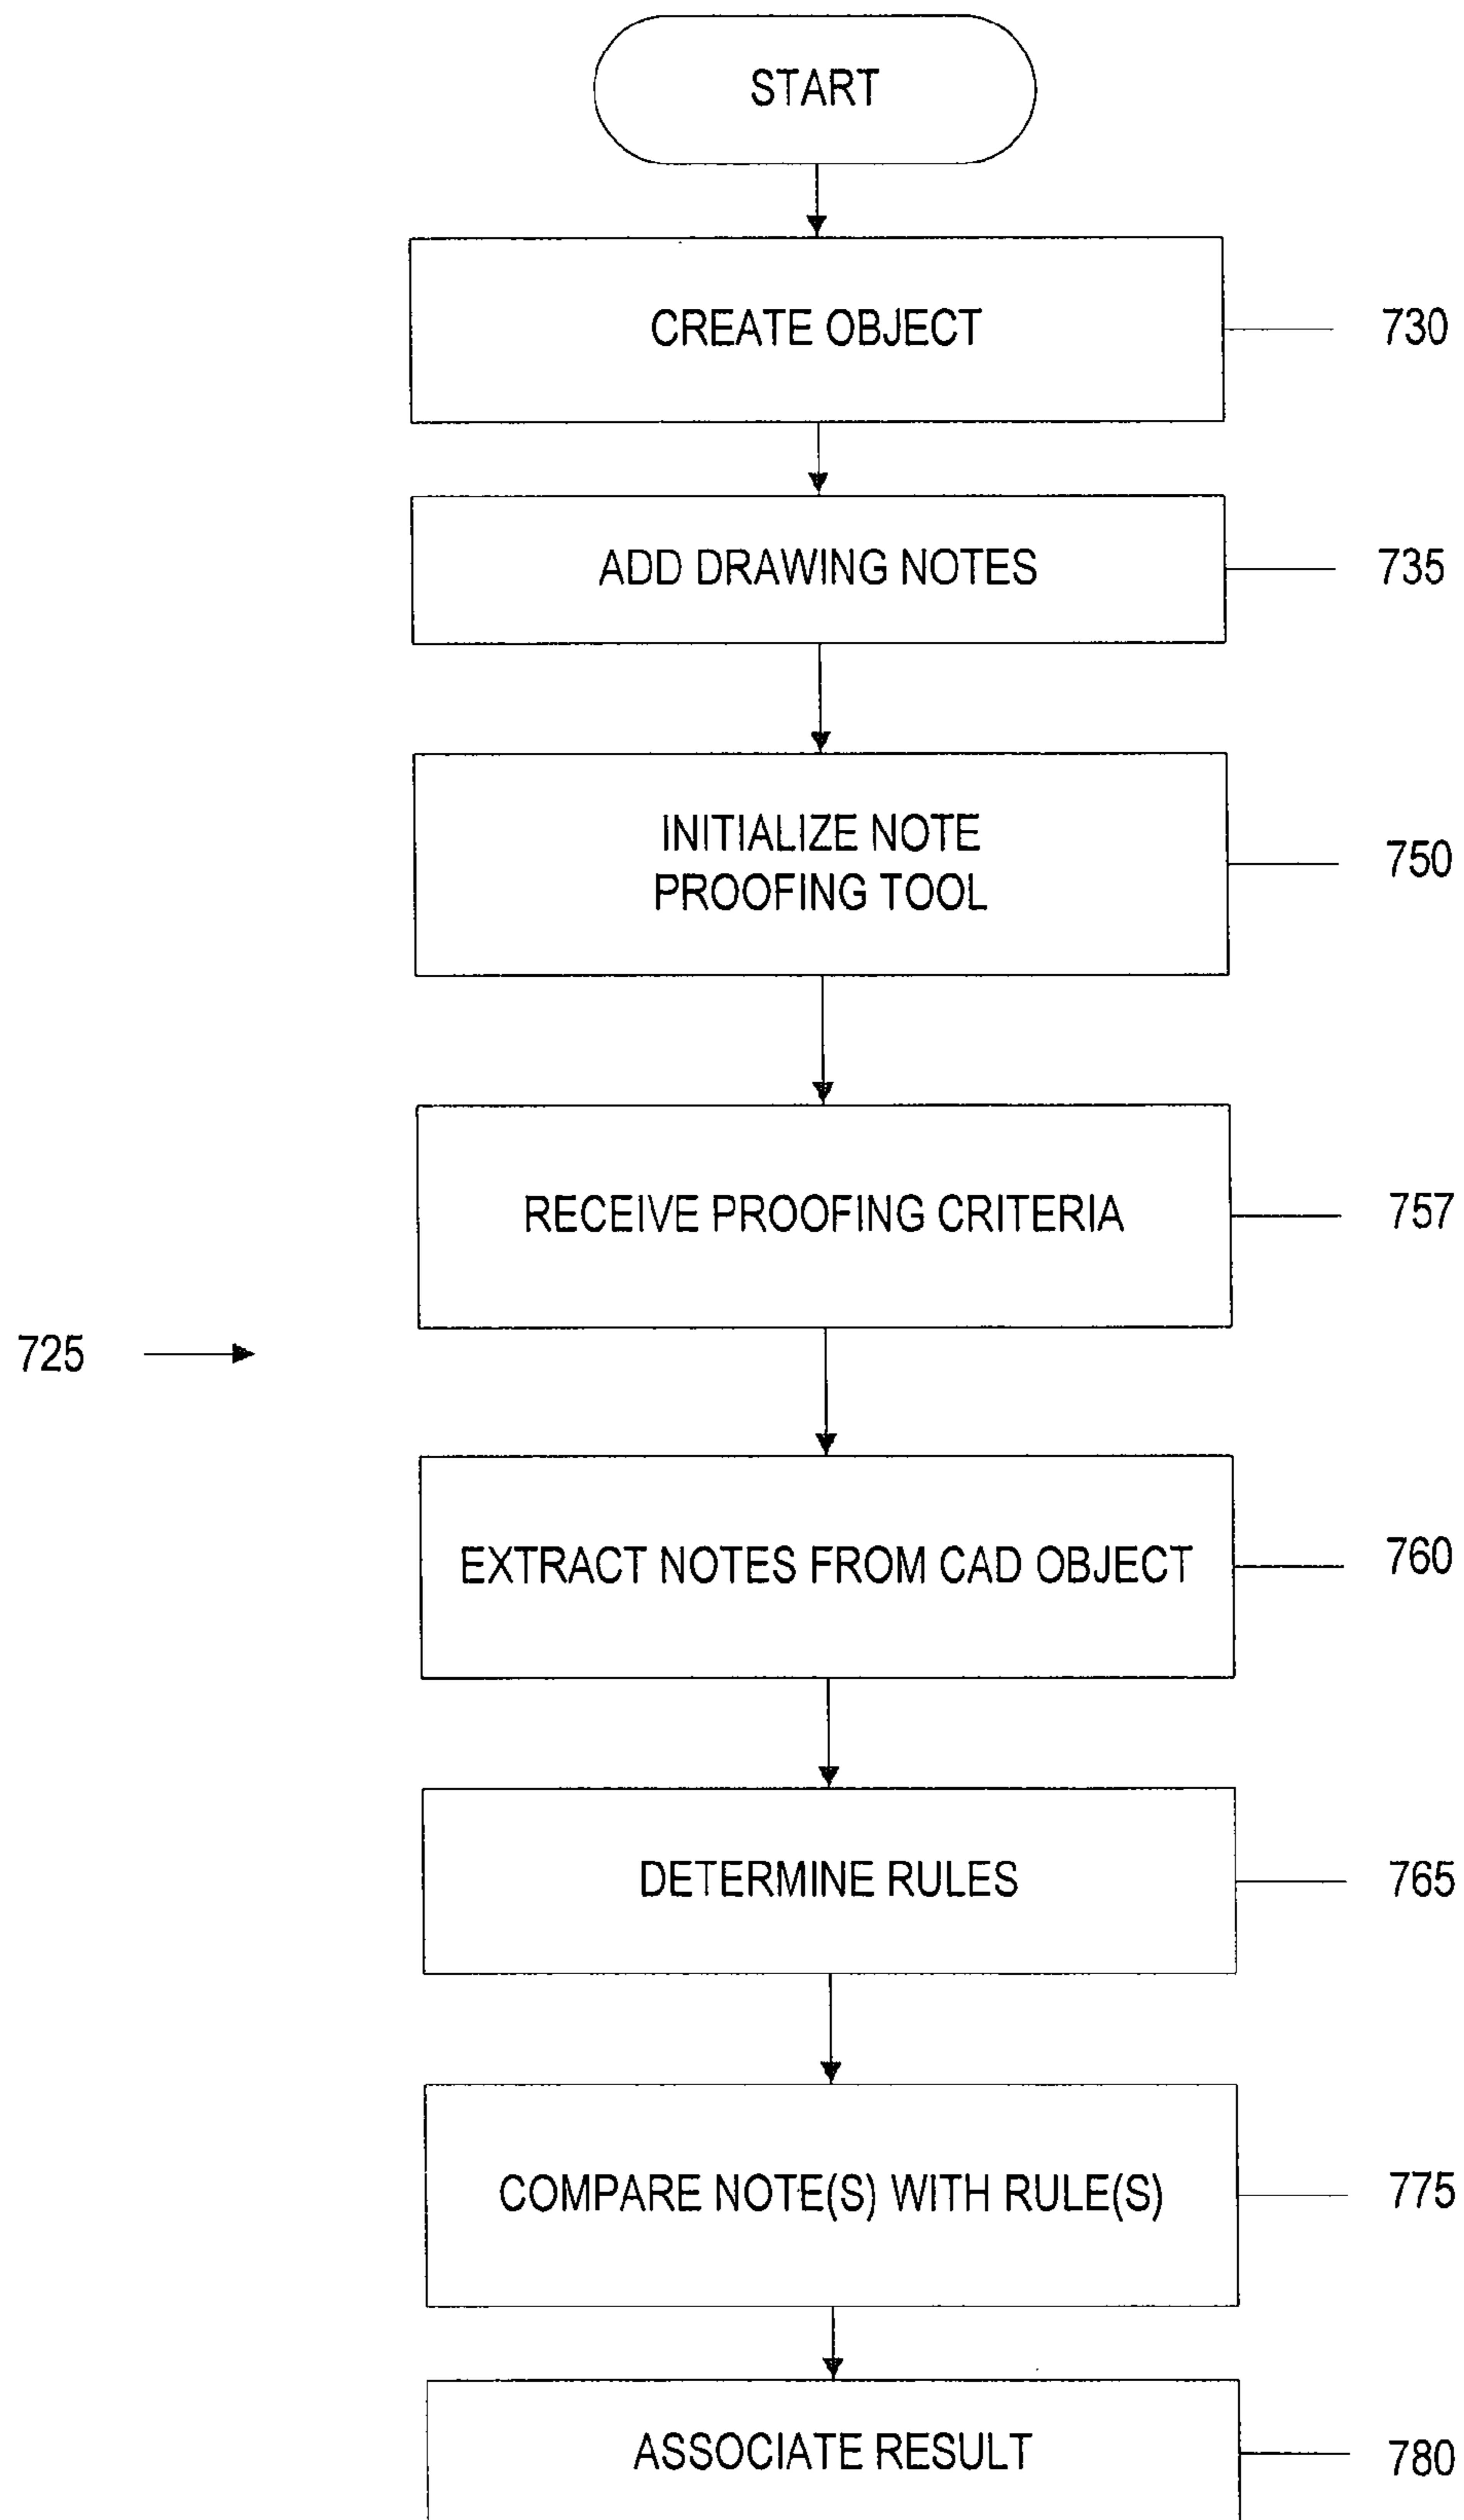 START
CREATE OBJECT
730
ADD DRAWING NOTES
735
INITIALIZE NOTE
PROOFING TOOL
750
RECEIVE PROOFING CRITERIA
757
725
EXTRACT NOTES FROM CAD OBJECT
760
DETERMINE RULES
765
COMPARE NOTE(S) WITH RULE(S)
775
ASSOCIATE RESULT
780